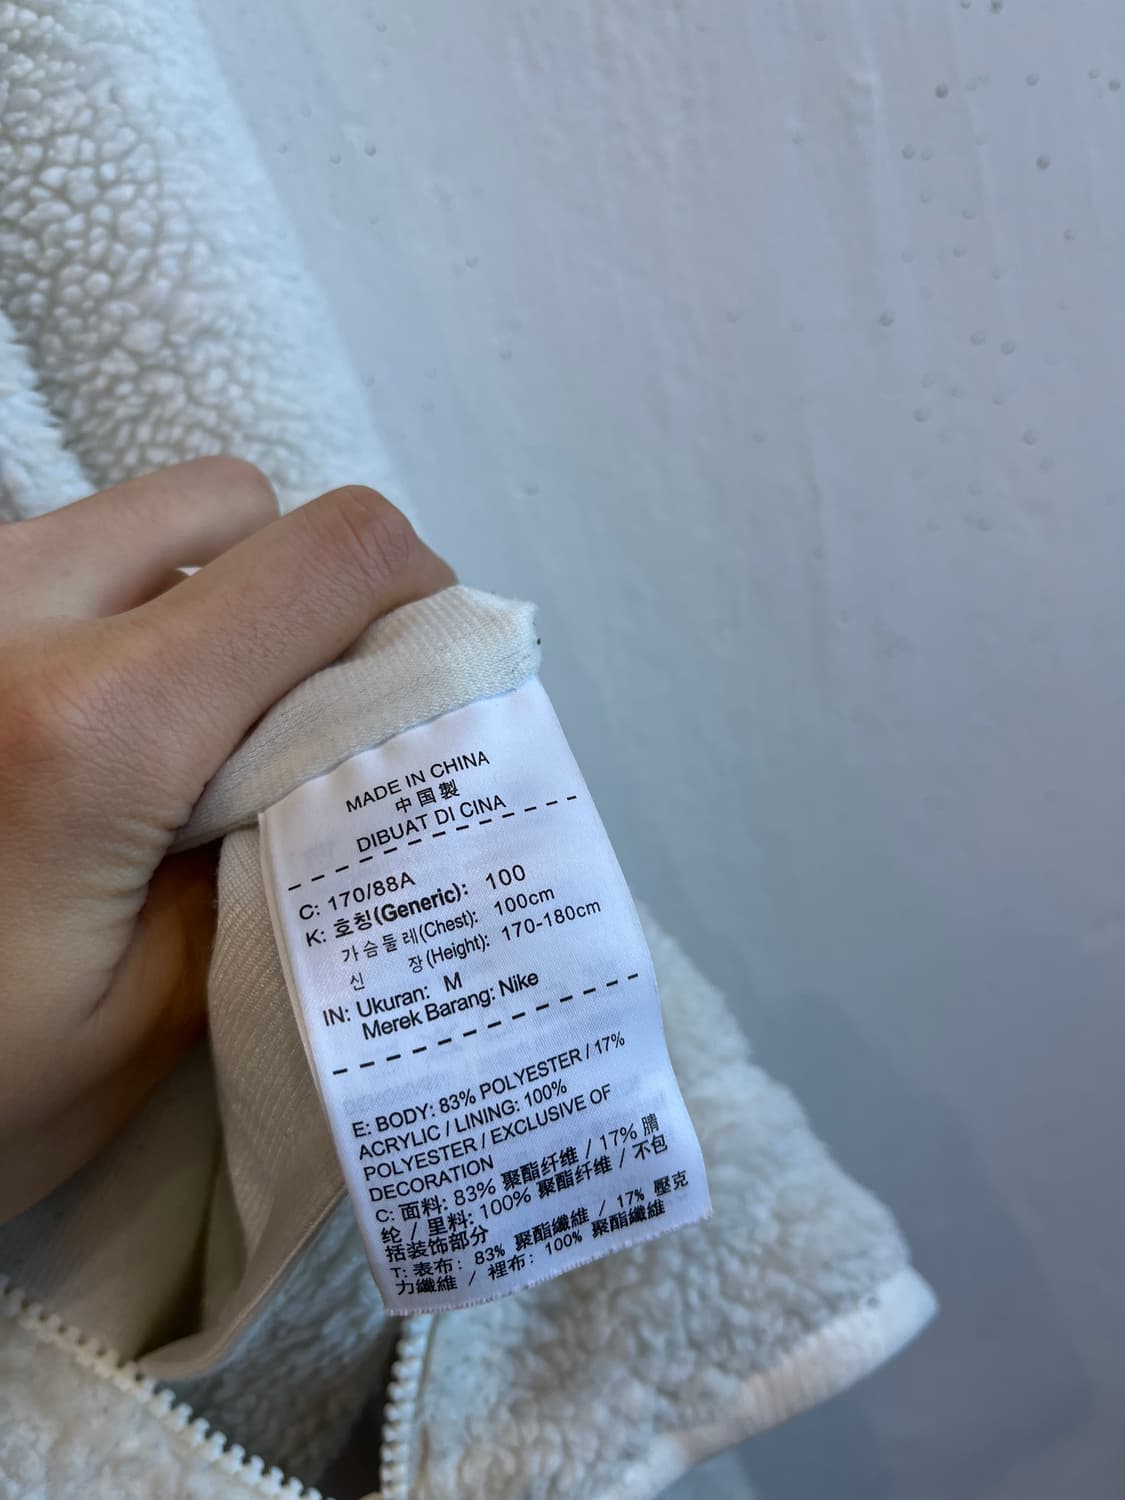 MADE IN CHINA
中国製
DIBUAT DI CINA
C: 170/88A
K: 호칭(Generic): 100
가슴둘레(Chest): 100cm
신 장(Height): 170-180cm
IN: Ukuran: M
Merek Barang: Nike
E: BODY: 83% POLYESTER / 17%
ACRYLIC / LINING: 100%
POLYESTER / EXCLUSIVE OF
DECORATION
C: 面料: 83% 聚酯纤维 / 17% 腈
纶 / 里料: 100% 聚酯纤维 / 不包
括装饰部分
T: 表布: 83% 聚酯纖維 / 17% 壓克
力纖維 / 裡布: 100% 聚酯纖維